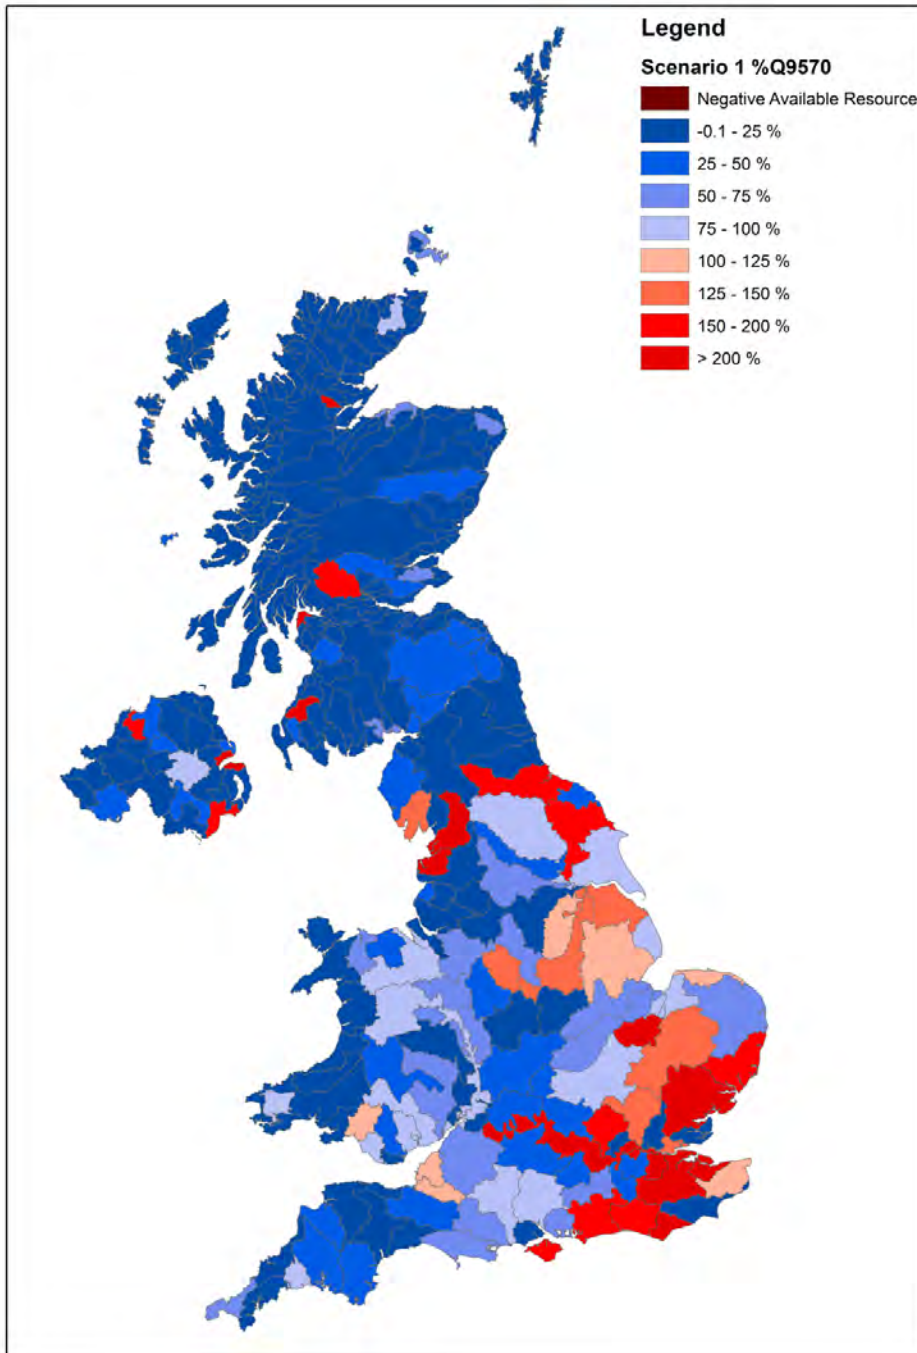 Legend
Scenario 1 %Q9570
Negative Available Resource
-0.1 - 25 %
25 - 50 %
50 - 75 %
75 - 100 %
100 - 125 %
125 - 150 %
150 - 200 %
> 200 %